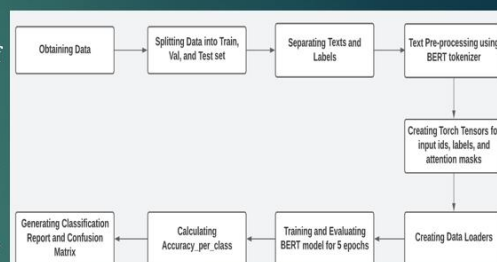 Obtaining Data
Splitting Data into Train,
Val, and Test set
Separating Texts and
Labels
Text Pre-processing using
BERT tokenizer
Creating Torch Tensors fo
input ids, labels, and
attention masks
Generating Classification
Report and Confusion
Matrix
Calculating
Accuracy_per_class
Training and Evaluating
BERT model for 5 epochs
Creating Data Loaders